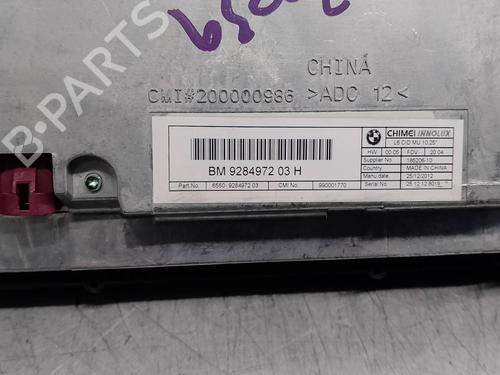 B-PARTS
CHINA
CMI#200000986 >ADC 12<
CHIMEI INNOLUX
L6 CID MU 10.25"
HW 00.05 FDV 20.04
Supplier No 185206-10
Country MADE IN CHINA
Manu.date 25/12/2012
Serial No.
BM 9284972 03 H
Part No. 6550- 9284972 03 CMI No. 990001770